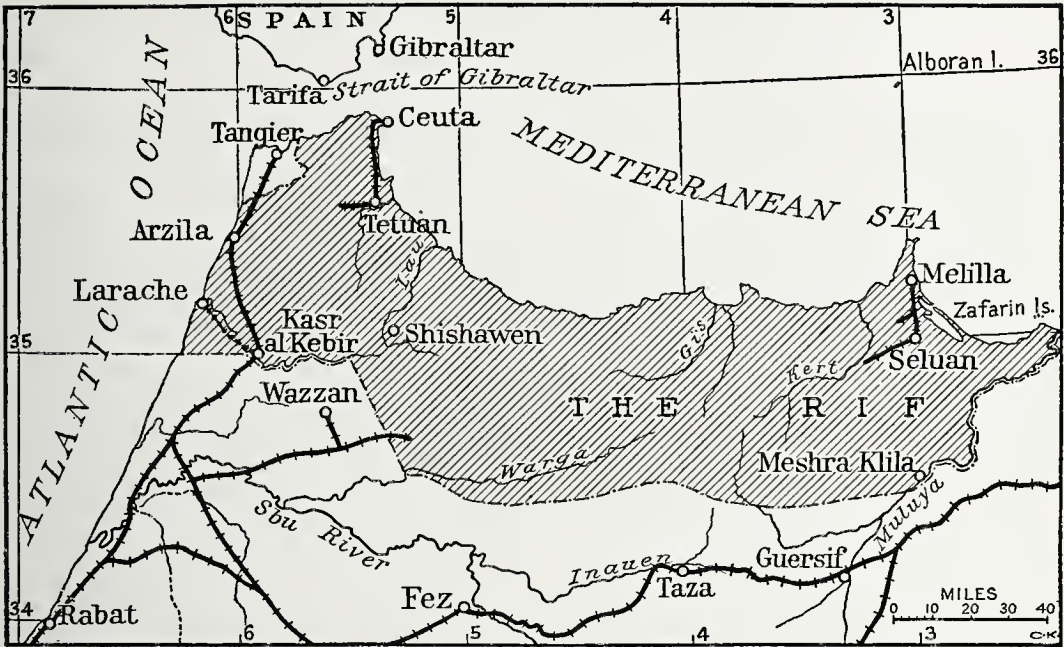 7
6
SPAIN
5
4
3
Gibraltar
36
Alboran I.
36
Tarifa
Strait of Gibraltar
Tangier
Ceuta
OCEAN
MEDITERRANEAN SEA
Arzila
Tetuán
Lau
Larache
Melilla
Zafarin Is.
Kasr
al Kebir
Shishawen
Gis
35
Seluan
Kert
Wazzan
THE RIF
ATLANTIC
Warga
Meshra Klila
Muluya
Sbu River
Inauen
Guersif
Taza
MILES
Fez
0 10 20 30 40
34
Rabat
6
5
4
3
C-K